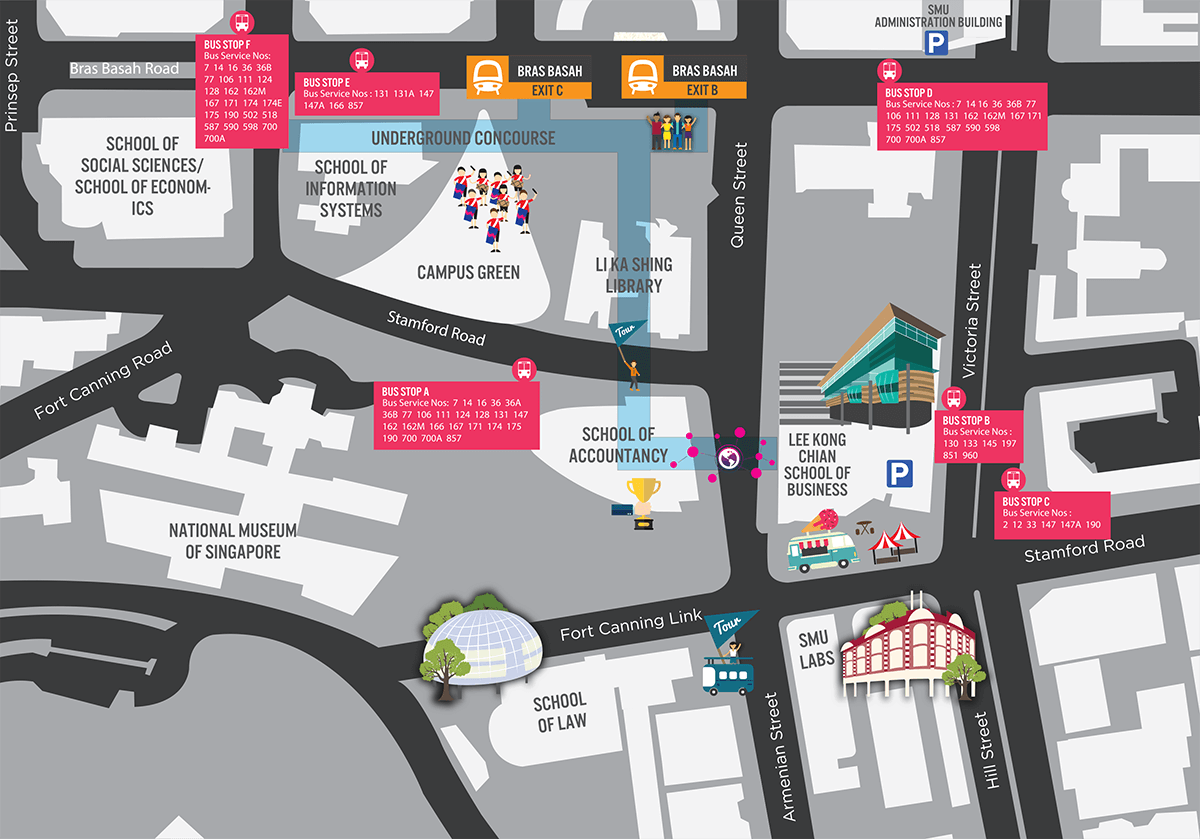 SMU
ADMINISTRATION BUILDING
P
Prinsep Street
Bras Basah Road
BUS STOP F
Bus Service Nos:
7 14 16 36 36B
77 106 111 124
128 162 162M
167 171 174 174E
175 190 502 518
587 590 598 700
700A
BUS STOP E
Bus Service Nos : 131 131A 147
147A 166 857
BRAS BASAH
EXIT C
BRAS BASAH
EXIT B
BUS STOP D
Bus Service Nos : 7 14 16 36 36B 77
106 111 128 131 162 162M 167 171
175 502 518 587 590 598
700 700A 857
SCHOOL OF
SOCIAL SCIENCES/
SCHOOL OF ECONOM-
ICS
UNDERGROUND CONCOURSE
SCHOOL OF
INFORMATION
SYSTEMS
CAMPUS GREEN
LI KA SHING
LIBRARY
Queen Street
Victoria Street
Stamford Road
Tour
Fort Canning Road
BUS STOP A
Bus Service Nos: 7 14 16 36 36A
36B 77 106 111 124 128 131 147
162 162M 166 167 171 174 175
190 700 700A 857
SCHOOL OF
ACCOUNTANCY
LEE KONG
CHIAN
SCHOOL OF
BUSINESS
P
BUS STOP B
Bus Service Nos :
130 133 145 197
851 960
BUS STOP C
Bus Service Nos :
2 12 33 147 147A 190
NATIONAL MUSEUM
OF SINGAPORE
Stamford Road
Fort Canning Link
Tour
SMU
LABS
SCHOOL
OF LAW
Armenian Street
Hill Street